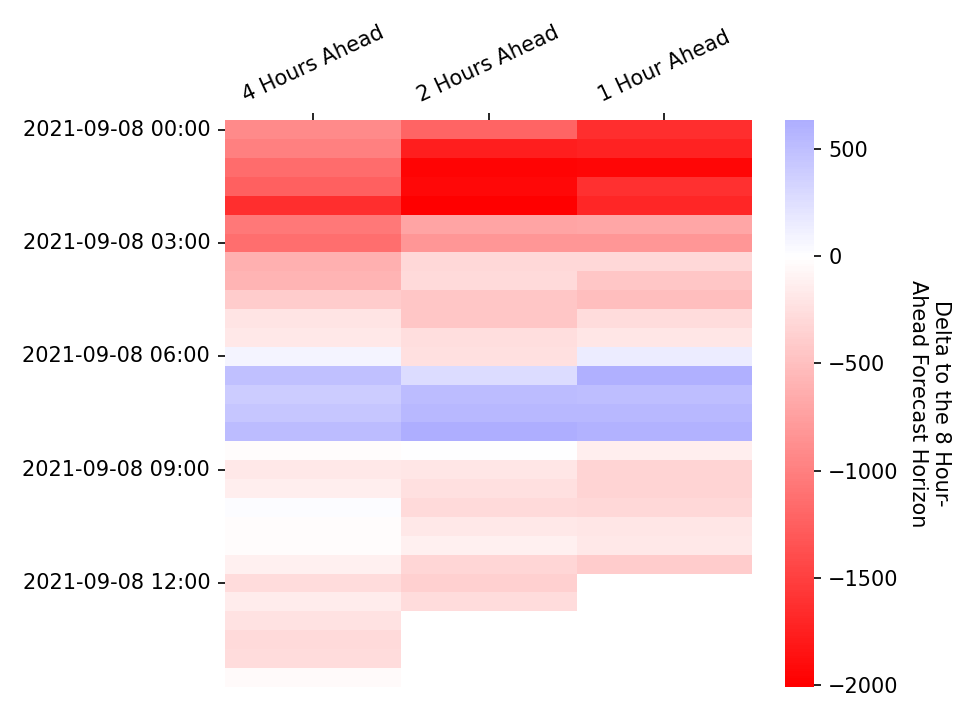 4 Hours Ahead
2 Hours Ahead
1 Hour Ahead
2021-09-08 00:00
2021-09-08 03:00
2021-09-08 06:00
2021-09-08 09:00
2021-09-08 12:00
500
0
−500
−1000
−1500
−2000
Delta to the 8 Hour-
Ahead Forecast Horizon